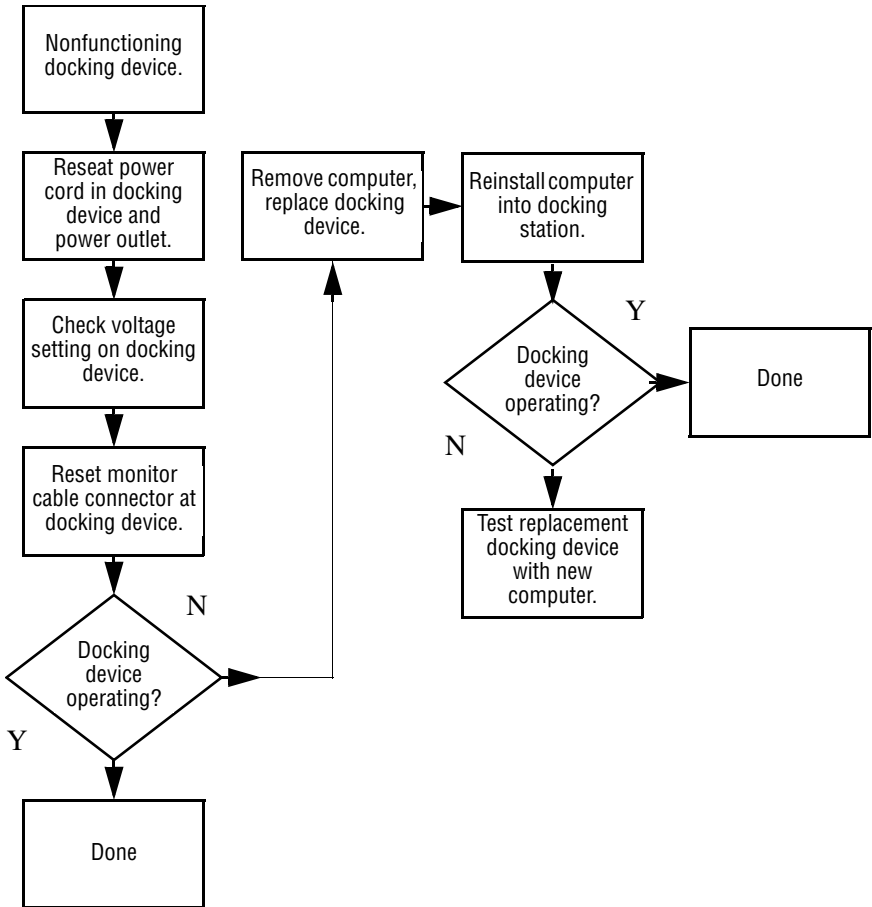 Nonfunctioning
docking device.
Reseat power
cord in docking
device and
power outlet.
Check voltage
setting on docking
device.
Reset monitor
cable connector at
docking device.
N
Docking
device
operating?
Y
Done
Remove computer,
replace docking
device.
Reinstall computer
into docking
station.
Y
Docking
device
operating?
N
Done
Test replacement
docking device
with new
computer.